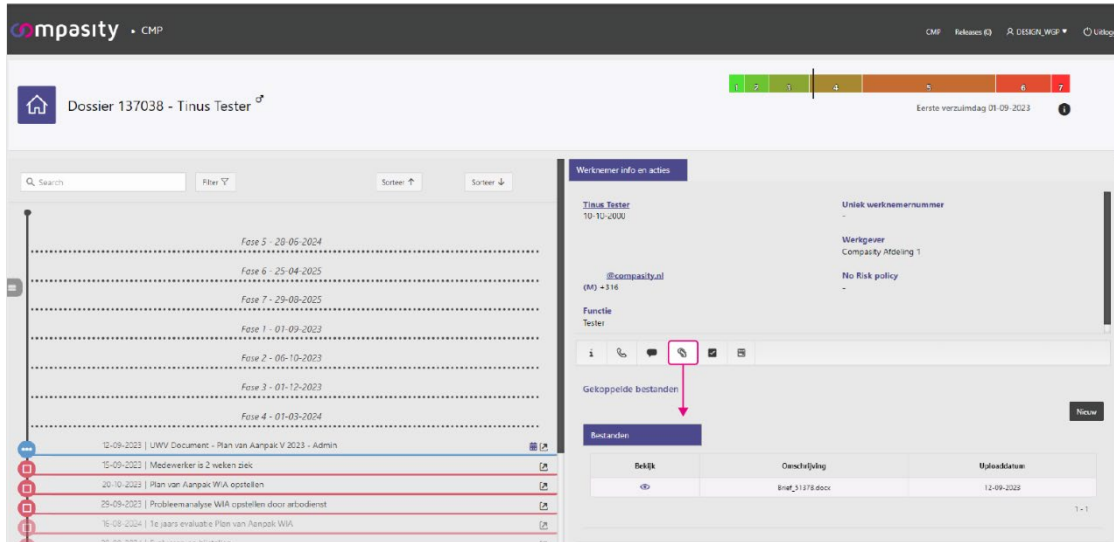 compasity • CMP
CMP Releases (0) DESIGN_WGP
Dossier 137038 - Tinus Tester
1 2 3 4 5 6 7
Eerste verzuimdag 01-09-2023
Search Filter Sorteer Sorteer
Fase 5 - 28-06-2024
Fase 6 - 25-04-2025
Fase 7 - 29-08-2025
Fase 1 - 01-09-2023
Fase 2 - 06-10-2023
Fase 3 - 01-12-2023
Fase 4 - 01-03-2024
12-09-2023 | UWV Document - Plan van Aanpak V 2023 - Admin
15-09-2023 | Medewerker is 2 weken ziek
20-10-2023 | Plan van Aanpak WIA opstellen
29-09-2023 | Probleemanalyse WIA opstellen door arbodienst
16-08-2024 | 1e jaars evaluatie Plan van Aanpak WIA
Werknemer info en acties
Tinus Tester
10-10-2000
Uniek werknemernummer
-
Werkgever
Compasity Afdeling 1
@compasity.nl
(M) +316
No Risk policy
-
Functie
Tester
Gekoppelde bestanden
Nieuw
Bestanden
Bekijk Omschrijving Uploaddatum
Brief_51378.docx 12-09-2023
1 - 1